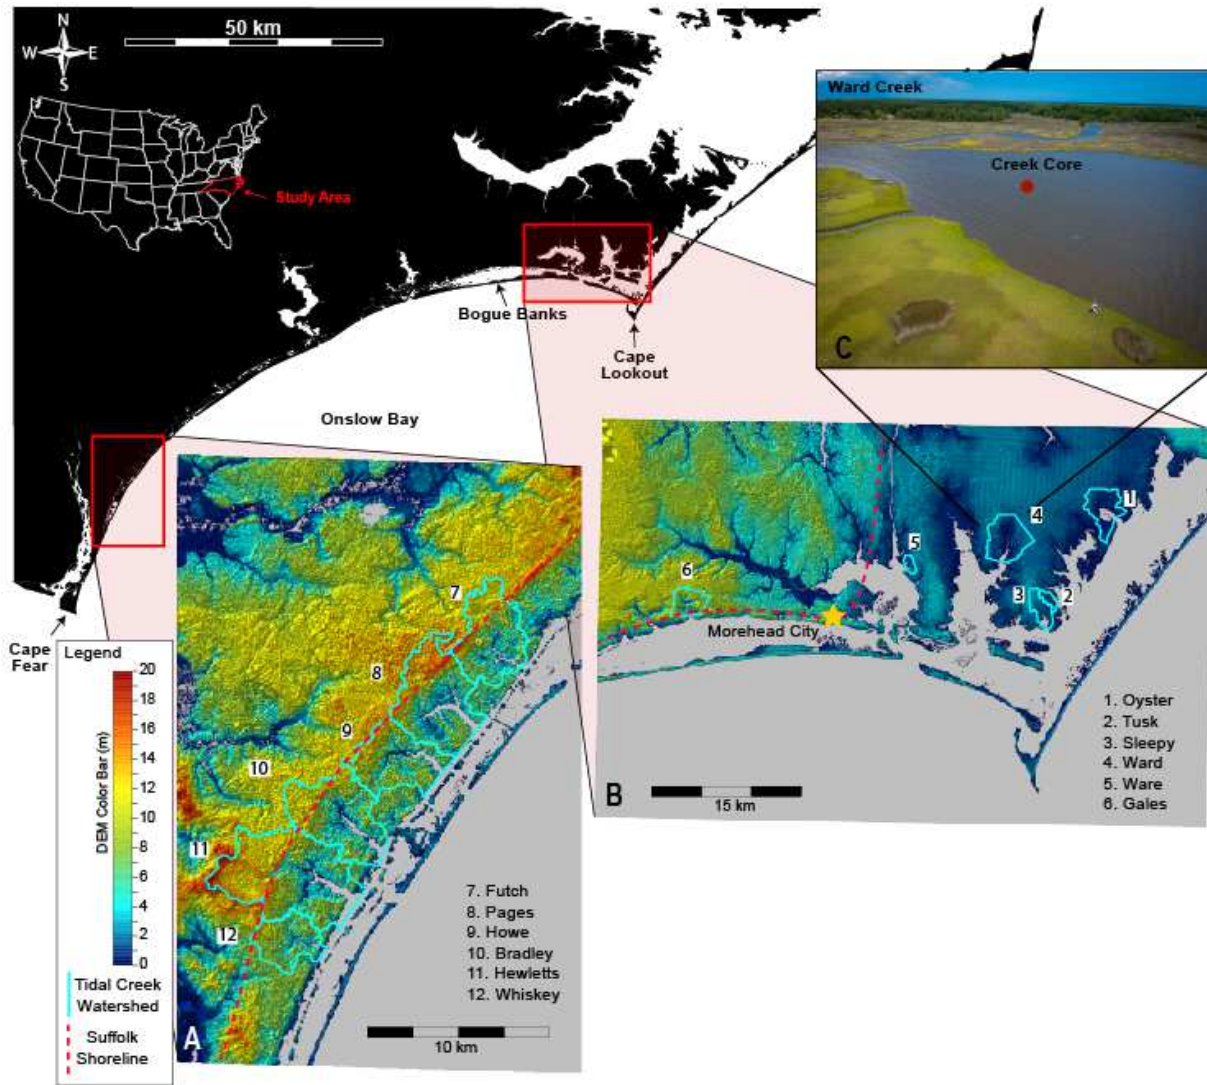 50 km
N
W E
S
Study Area
Bogue Banks
Cape
Lookout
Onslow Bay
Cape
Fear
Ward Creek
Creek Core
C
Legend
20
18
16
14
12
10
8
6
4
2
0
DEM Color Bar (m)
Tidal Creek
Watershed
Suffolk
Shoreline
7
8
9
10
11
12
7. Futch
8. Pages
9. Howe
10. Bradley
11. Hewletts
12. Whiskey
A
10 km
1
4
5
6
3
2
Morehead City
1. Oyster
2. Tusk
3. Sleepy
4. Ward
5. Ware
6. Gales
B
15 km